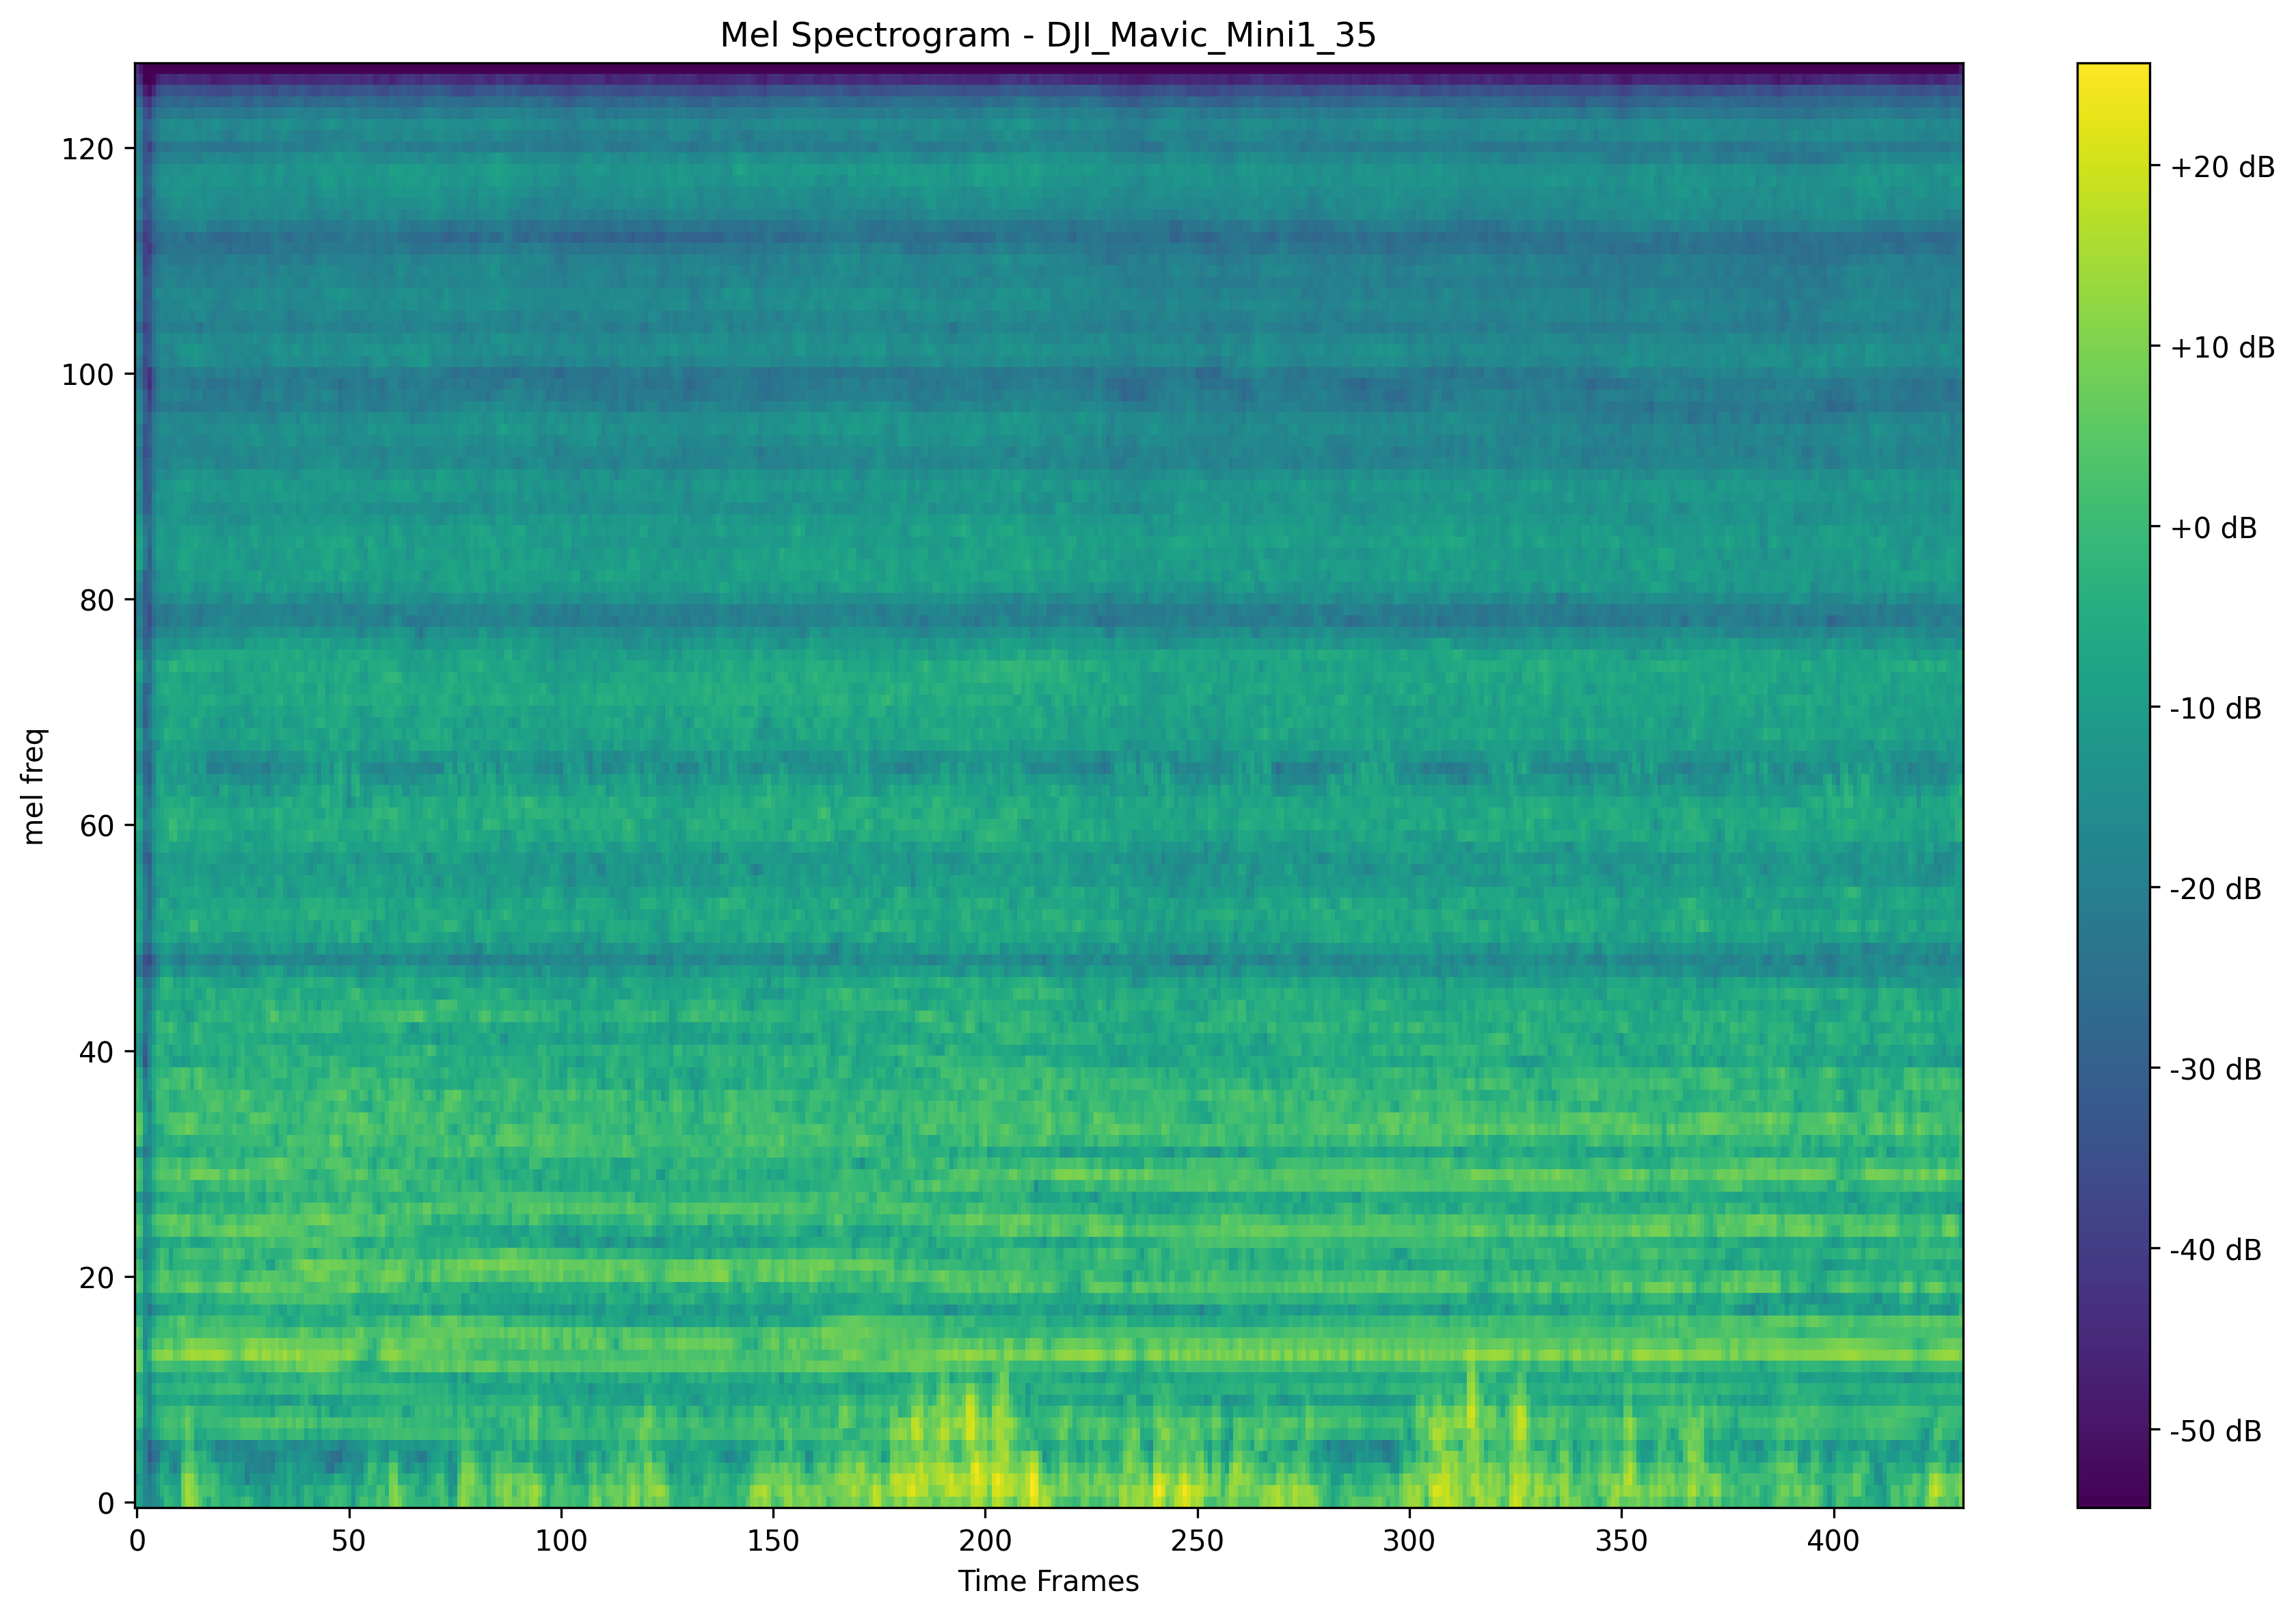 Mel Spectrogram - DJI_Mavic_Mini1_35
mel freq
120
100
80
60
40
20
0
0 50 100 150 200 250 300 350 400
Time Frames
+20 dB
+10 dB
+0 dB
-10 dB
-20 dB
-30 dB
-40 dB
-50 dB